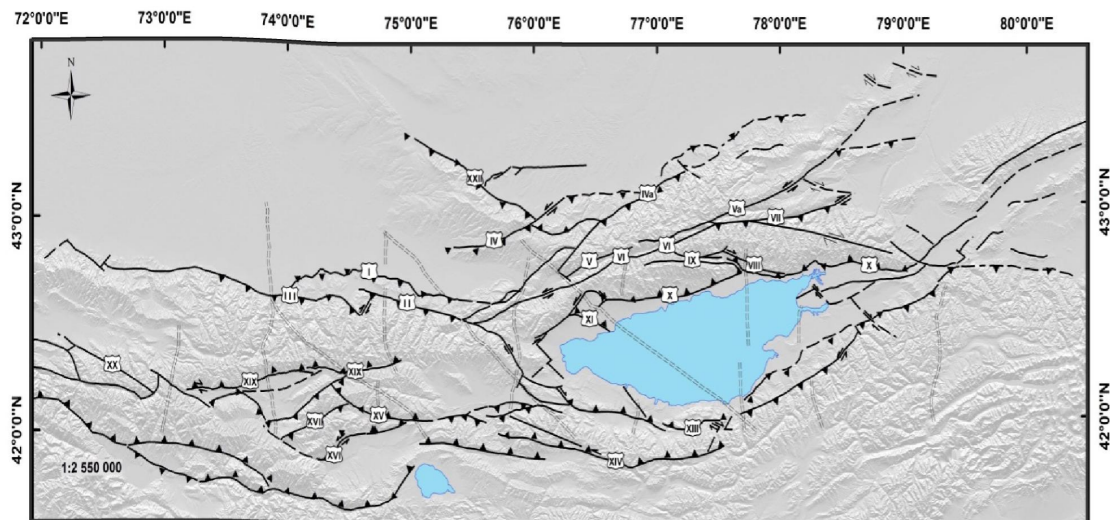 72°0'0"E 73°0'0"E 74°0'0"E 75°0'0"E 76°0'0"E 77°0'0"E 78°0'0"E 79°0'0"E 80°0'0"E
N
XXII
IVa
43°0'0"N
43°0'0"N
Va
VII
IV
VI
V
VI
IX
VIII
X
I
III
II
X
XI
XX
XIX
XIX
XV
XVII
42°0'0"N
42°0'0"N
XIII
XVI
XIV
1:2 550 000